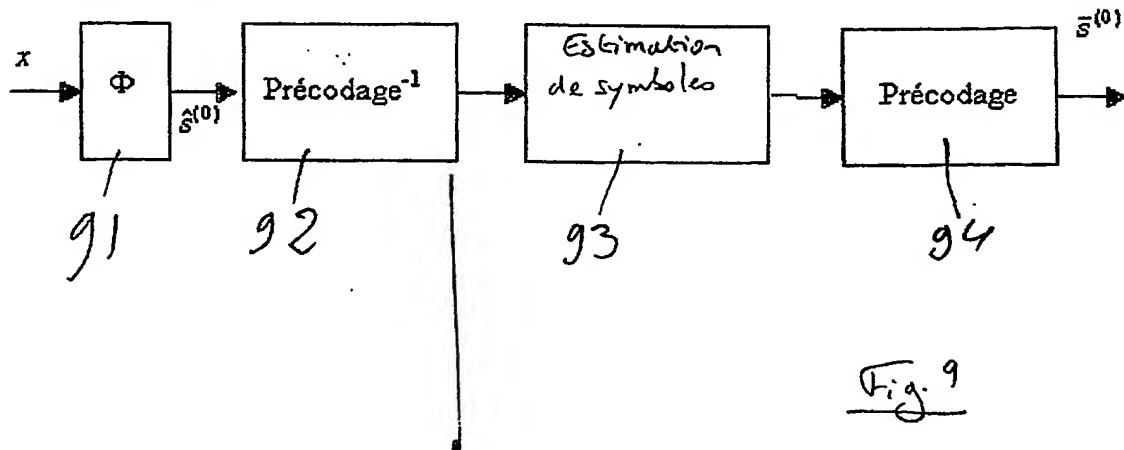 x
Φ
ŝ⁽⁰⁾
Précodage⁻¹
Estimation
de symboles
Précodage
s̄⁽⁰⁾
91
92
93
94
Fig. 9